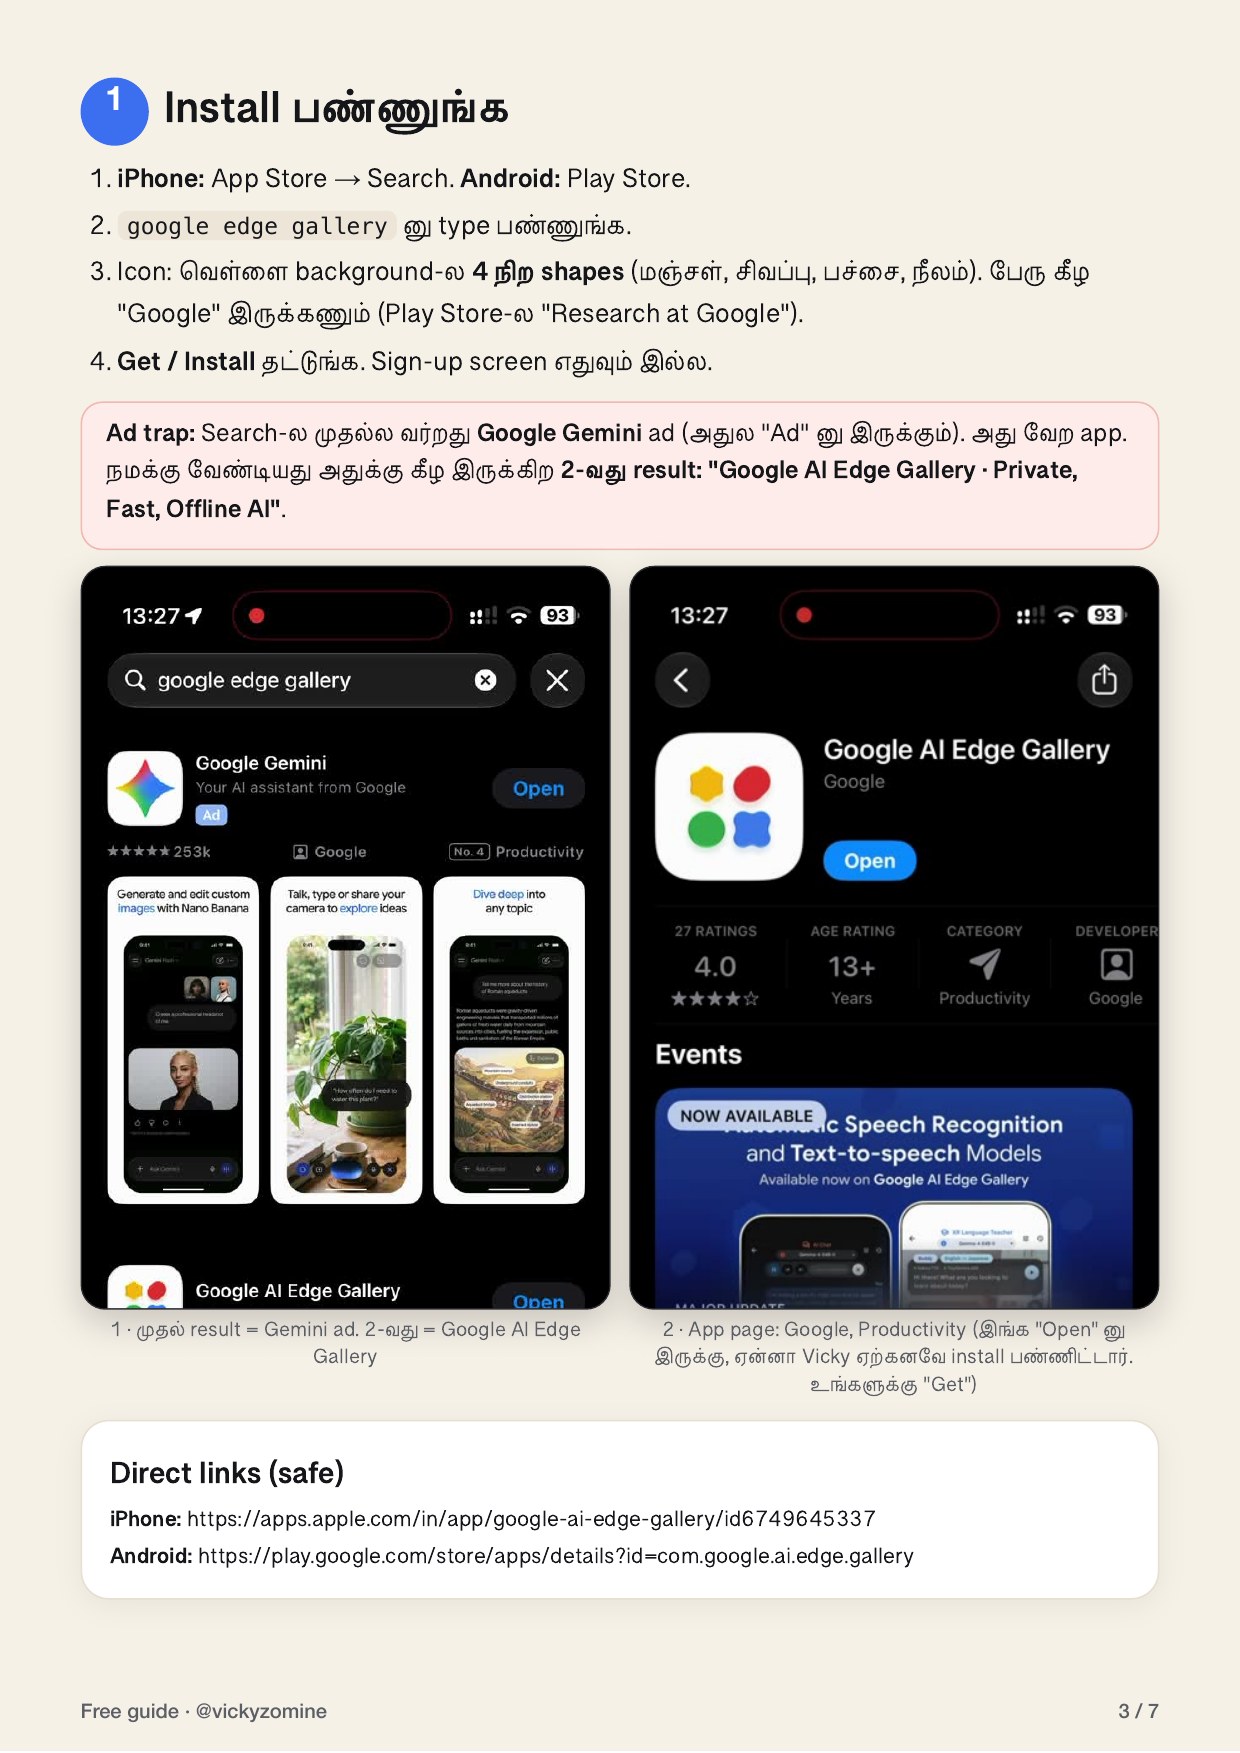 1
Install பண்ணுங்க
1. iPhone: App Store → Search. Android: Play Store.
2. google edge gallery னு type பண்ணுங்க.
3. Icon: வெள்ளை background-ல 4 நிற shapes (மஞ்சள், சிவப்பு, பச்சை, நீலம்). பேரு கீழ
"Google" இருக்கணும் (Play Store-ல "Research at Google").
4. Get / Install தட்டுங்க. Sign-up screen எதுவும் இல்ல.
Ad trap: Search-ல முதல்ல வர்றது Google Gemini ad (அதுல "Ad" னு இருக்கும்). அது வேற app.
நமக்கு வேண்டியது அதுக்கு கீழ இருக்கிற 2-வது result: "Google AI Edge Gallery · Private,
Fast, Offline AI".
13:27
93
google edge gallery
Google Gemini
Your AI assistant from Google
Ad
Open
★★★★★ 253k
Google
No. 4 Productivity
Generate and edit custom
images with Nano Banana
Talk, type or share your
camera to explore ideas
Dive deep into
any topic
"How often do I need to
water this plant?"
Google AI Edge Gallery
Open
13:27
93
Google AI Edge Gallery
Google
Open
27 RATINGS
4.0
★★★★☆
AGE RATING
13+
Years
CATEGORY
Productivity
DEVELOPER
Google
Events
NOW AVAILABLE
Speech Recognition
and Text-to-speech Models
Available now on Google AI Edge Gallery
MAJOR UPDATE
1 · முதல் result = Gemini ad. 2-வது = Google AI Edge
Gallery
2 · App page: Google, Productivity (இங்க "Open" னு
இருக்கு, ஏன்னா Vicky ஏற்கனவே install பண்ணிட்டார்.
உங்களுக்கு "Get")
Direct links (safe)
iPhone: https://apps.apple.com/in/app/google-ai-edge-gallery/id6749645337
Android: https://play.google.com/store/apps/details?id=com.google.ai.edge.gallery
Free guide · @vickyzomine
3 / 7